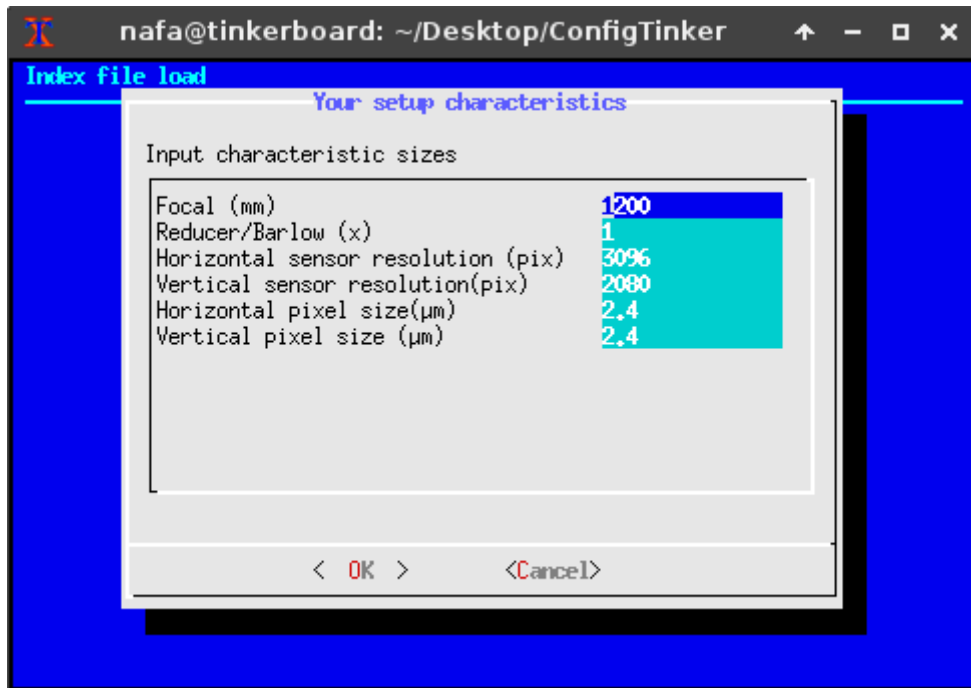 nafa@tinkerboard: ~/Desktop/ConfigTinker
Index file load
Your setup characteristics
Input characteristic sizes
Focal (mm) 1200
Reducer/Barlow (x) 1
Horizontal sensor resolution (pix) 3096
Vertical sensor resolution(pix) 2080
Horizontal pixel size(µm) 2.4
Vertical pixel size (µm) 2.4
< OK > <Cancel>